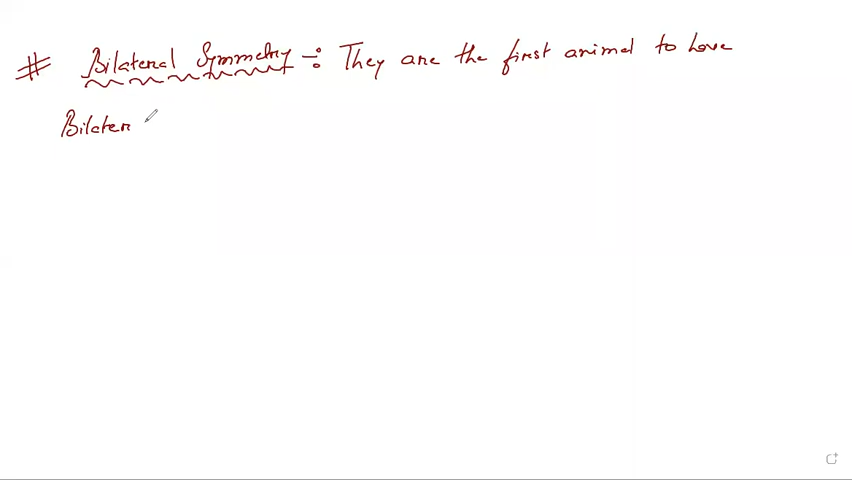 # Bilateral Symmetry :- They are the first animal to have
Bilater